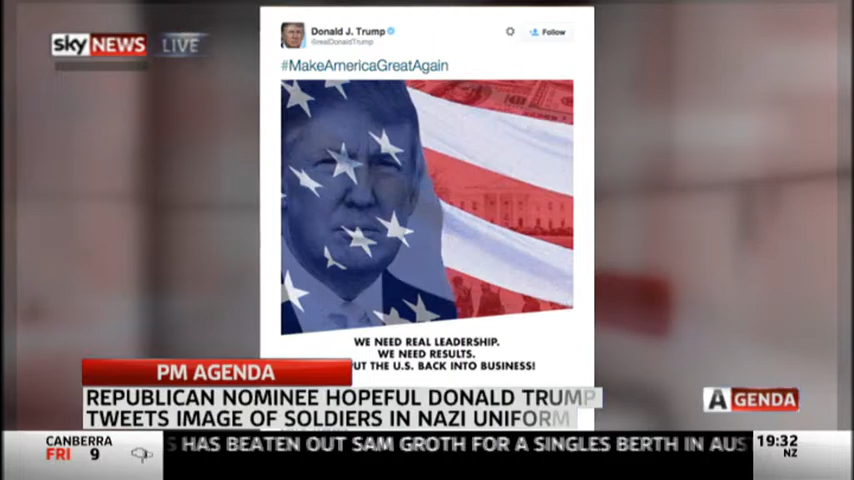 sky NEWS LIVE
Donald J. Trump
@realDonaldTrump
Follow
#MakeAmericaGreatAgain
WE NEED REAL LEADERSHIP.
WE NEED RESULTS.
PUT THE U.S. BACK INTO BUSINESS!
PM AGENDA
REPUBLICAN NOMINEE HOPEFUL DONALD TRUMP
TWEETS IMAGE OF SOLDIERS IN NAZI UNIFORM
AGENDA
CANBERRA
FRI 9
S HAS BEATEN OUT SAM GROTH FOR A SINGLES BERTH IN AUS
19:32
NZ